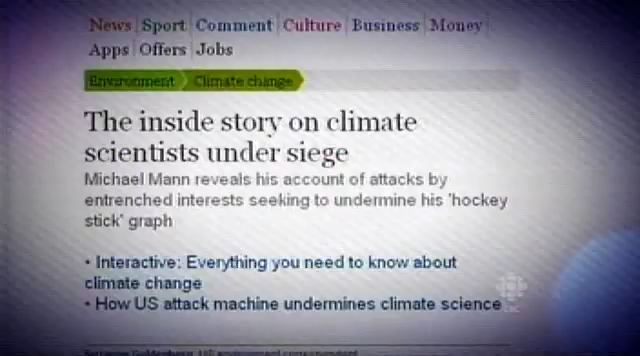 News Sport Comment Culture Business Money
Apps Offers Jobs
Environment Climate change
The inside story on climate
scientists under siege
Michael Mann reveals his account of attacks by
entrenched interests seeking to undermine his 'hockey
stick' graph
• Interactive: Everything you need to know about
climate change
• How US attack machine undermines climate science